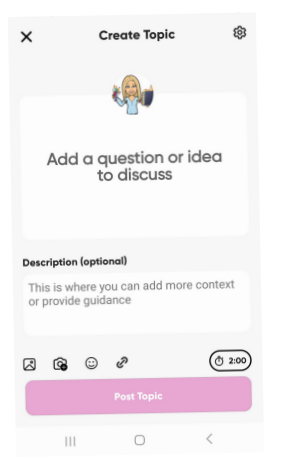 Create Topic
Add a question or idea
to discuss
Description (optional)
This is where you can add more context
or provide guidance
2:00
Post Topic